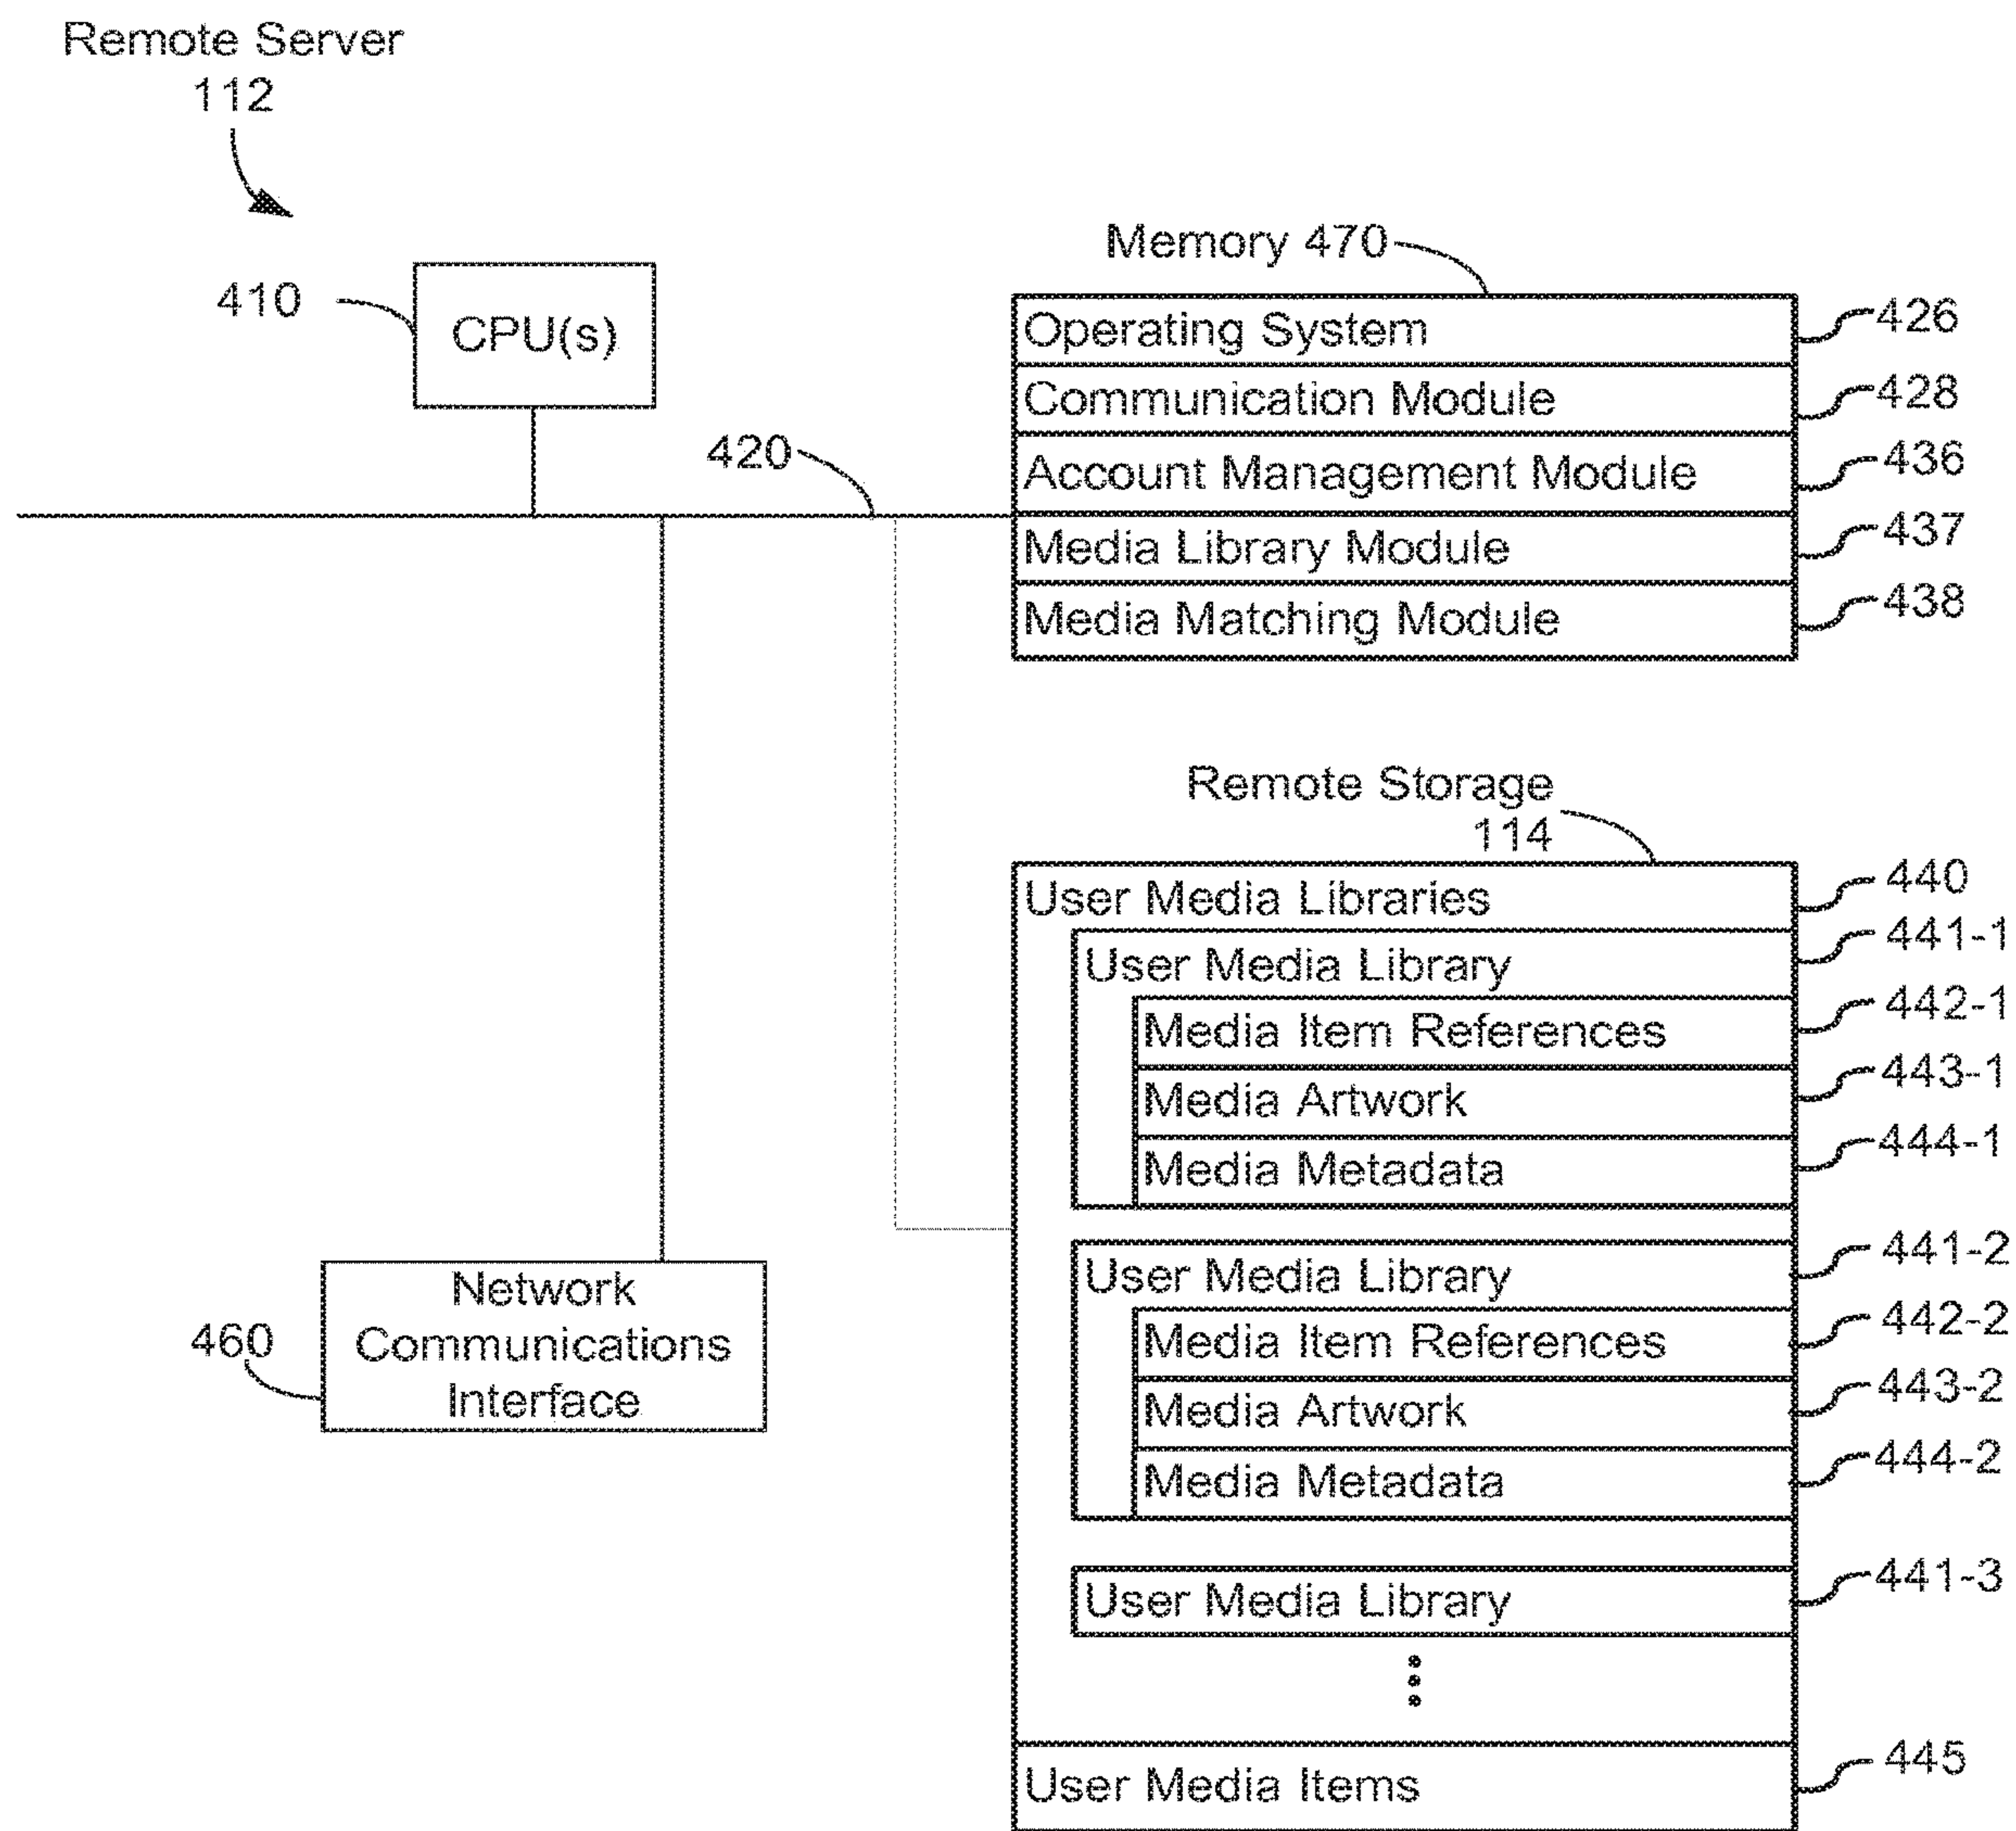 Remote Server
112
410
CPU(s)
420
Memory 470
Operating System
426
Communication Module
428
Account Management Module
436
Media Library Module
437
Media Matching Module
438
Remote Storage
114
User Media Libraries
440
User Media Library
441-1
Media Item References
442-1
Media Artwork
443-1
Media Metadata
444-1
User Media Library
441-2
Media Item References
442-2
Media Artwork
443-2
Media Metadata
444-2
User Media Library
441-3
User Media Items
445
460
Network
Communications
Interface